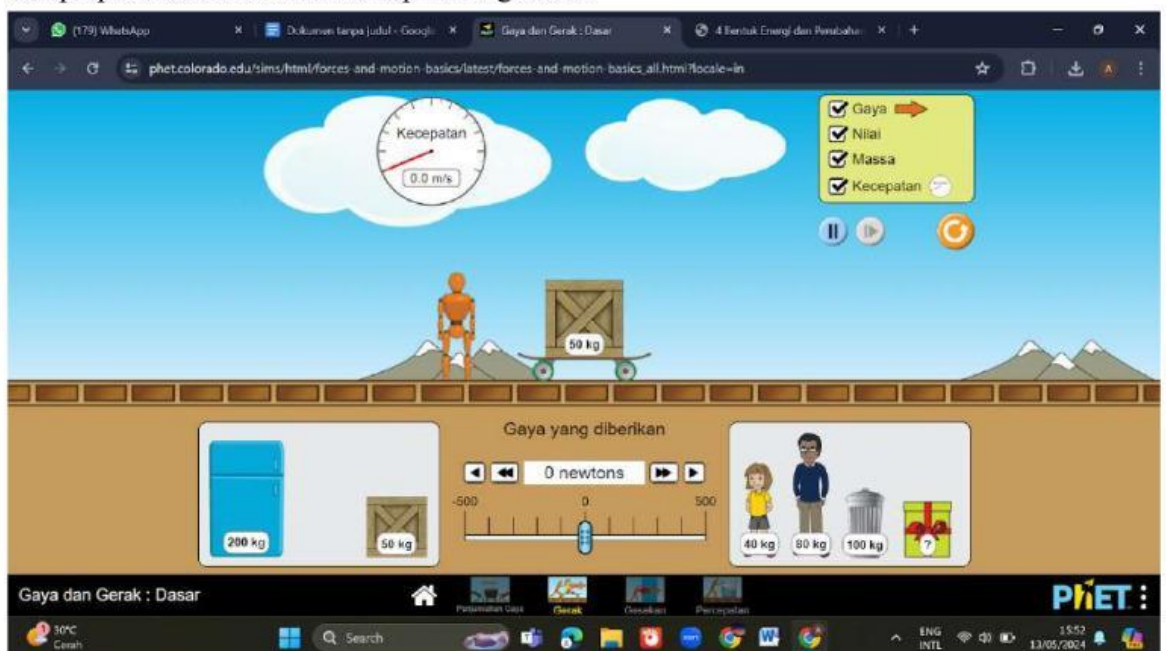 (179) WhatsApp
Dokumen tanpa judul - Googl
Gaya dan Gerak : Dasar
4 Bentuk Energi dan Perubaha
phet.colorado.edu/sims/html/forces-and-motion-basics/latest/forces-and-motion-basics_all.html?locale=in
A
Kecepatan
0.0 m/s
Gaya
Nilai
Massa
Kecepatan
50 kg
Gaya yang diberikan
0 newtons
-500 0 500
200 kg
50 kg
40 kg
80 kg
100 kg
?
Gaya dan Gerak : Dasar
Gerak
Gesekan
Percepatan
PhET
30°C
Cerah
Search
ENG
INTL
15:52
13/05/2024